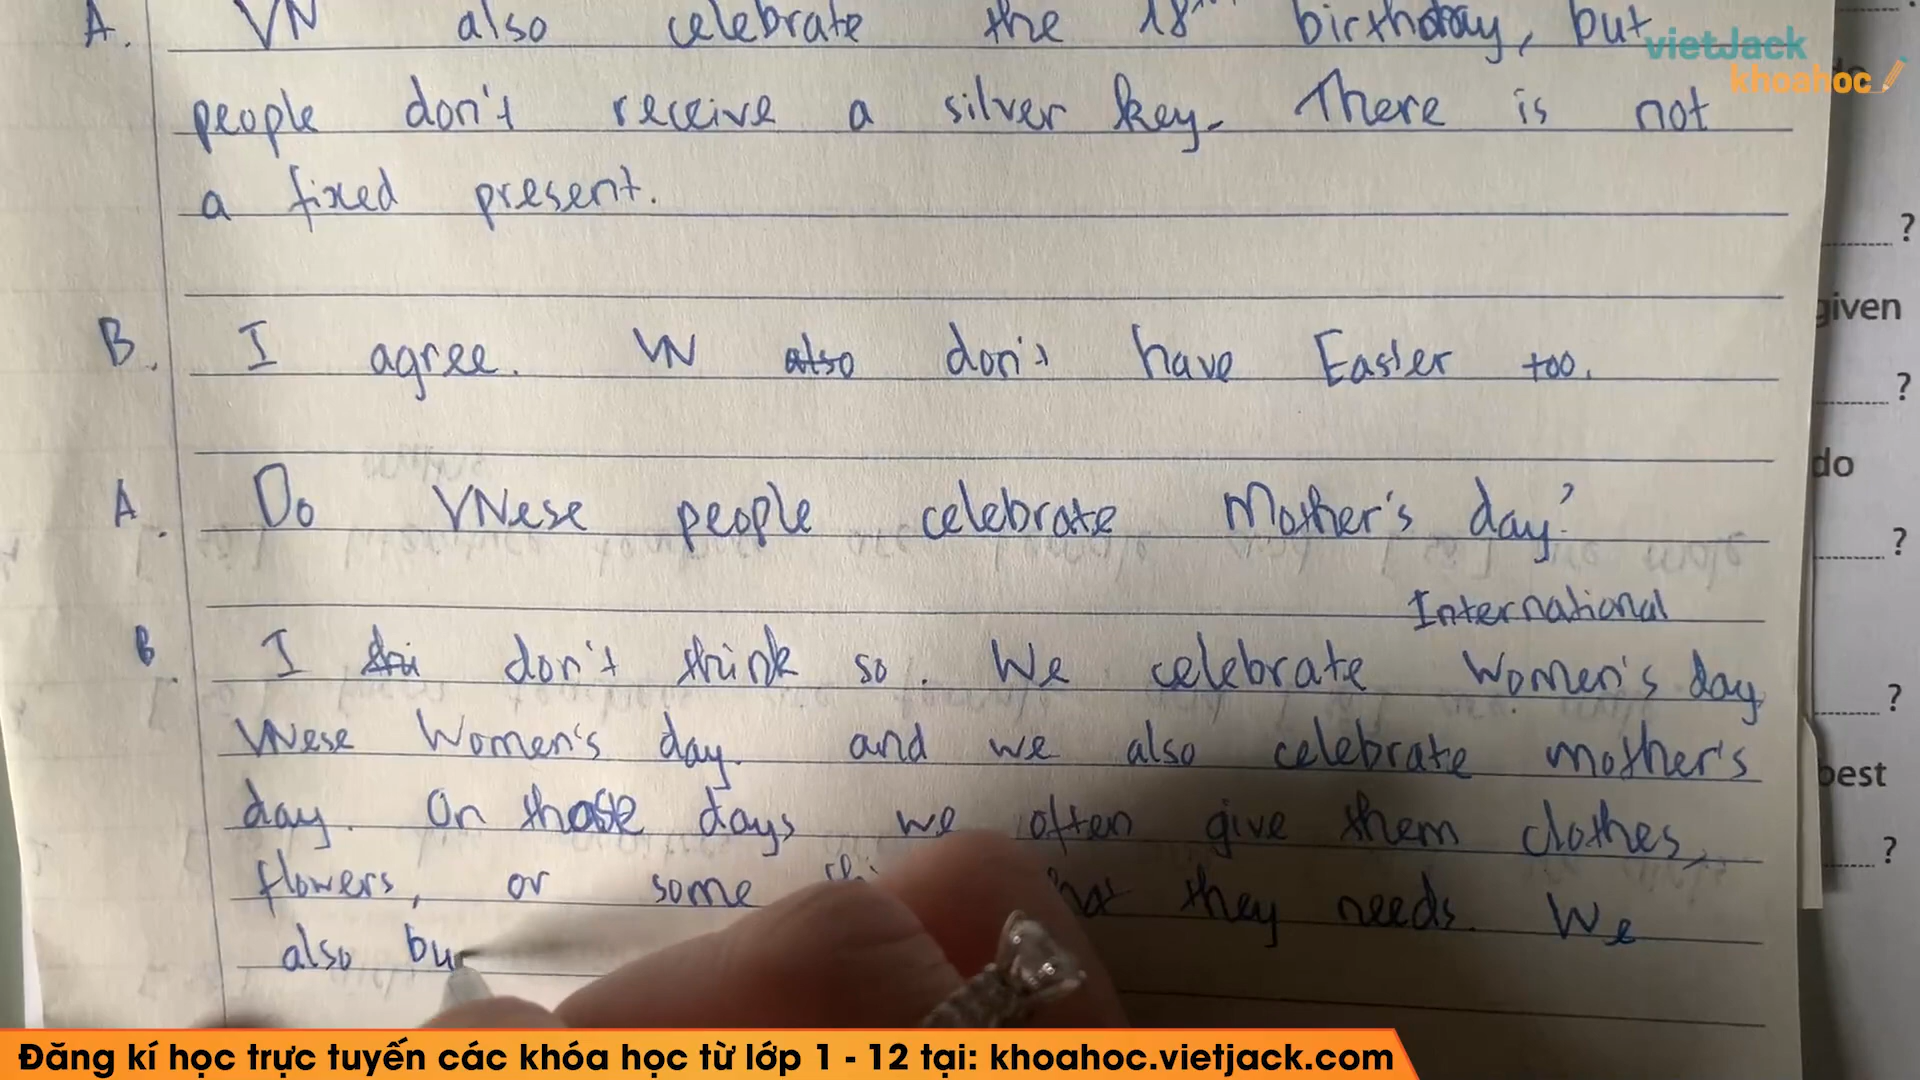 A. VN also celebrate the 18th birthday, but
vietJack
khoahoc
people don't receive a silver key. There is not
a fixed present.
?
given
B. I agree. VN also don't have Easter too.
?
do
A. Do VNese people celebrate Mother's day?
?
International
B I thi don't think so. We celebrate Women's day
?
VNese Women's day. and we also celebrate mother's
best
day. On those days we often give them clothes,
?
flowers, or some they needs. We
also bu
Đăng kí học trực tuyến các khóa học từ lớp 1 - 12 tại: khoahoc.vietjack.com